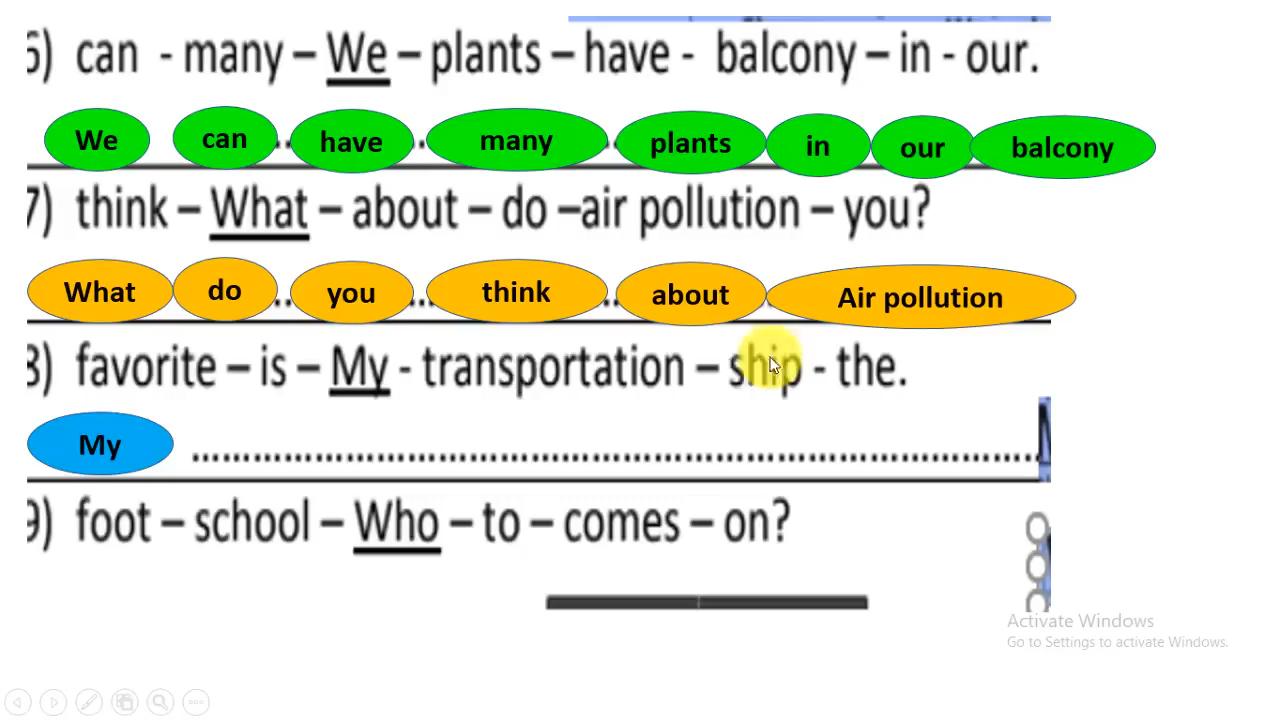 6) can - many – We – plants – have - balcony – in - our.
We can have many plants in our balcony
7) think – What – about – do –air pollution – you?
What do you think about Air pollution
8) favorite – is – My - transportation – ship - the.
My ......................................................
9) foot – school – Who – to – comes – on?
Activate Windows
Go to Settings to activate Windows.